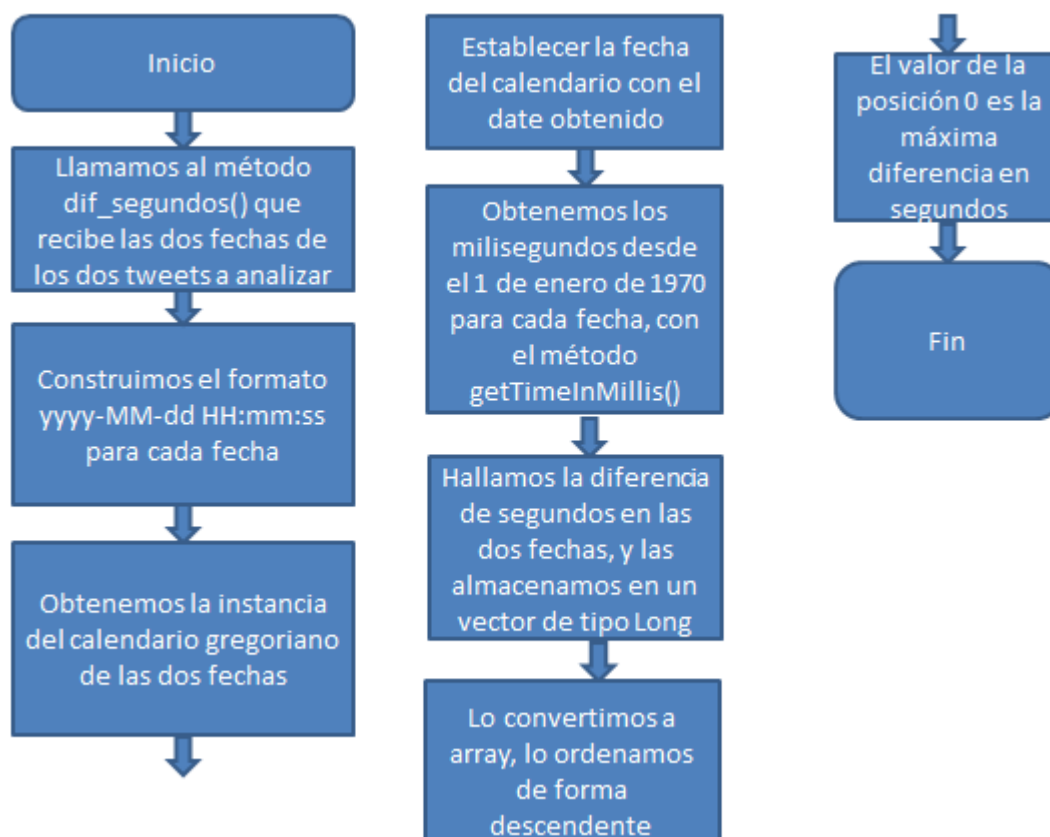 Inicio
Llamamos al método
dif_segundos() que
recibe las dos fechas de
los dos tweets a analizar
Construimos el formato
yyyy-MM-dd HH:mm:ss
para cada fecha
Obtenemos la instancia
del calendario gregoriano
de las dos fechas
Establecer la fecha
del calendario con el
date obtenido
Obtenemos los
milisegundos desde
el 1 de enero de 1970
para cada fecha, con
el método
getTimeInMillis()
Hallamos la diferencia
de segundos en las
dos fechas, y las
almacenamos en un
vector de tipo Long
Lo convertimos a
array, lo ordenamos
de forma
descendente
El valor de la
posición 0 es la
máxima
diferencia en
segundos
Fin